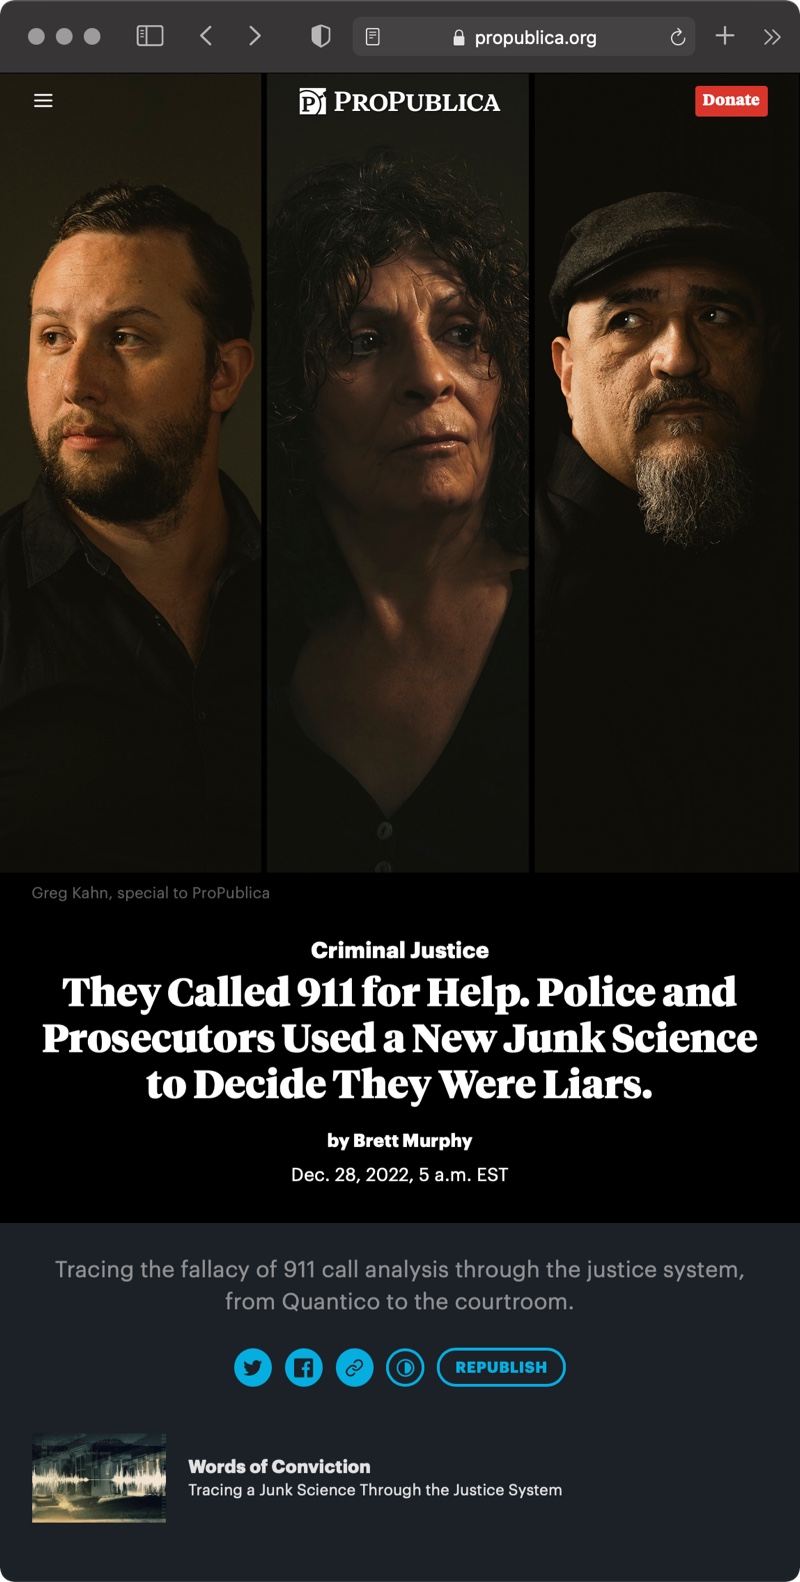 propublica.org
PROPUBLICA
Donate
Greg Kahn, special to ProPublica
Criminal Justice
They Called 911 for Help. Police and
Prosecutors Used a New Junk Science
to Decide They Were Liars.
by Brett Murphy
Dec. 28, 2022, 5 a.m. EST
Tracing the fallacy of 911 call analysis through the justice system,
from Quantico to the courtroom.
REPUBLISH
Words of Conviction
Tracing a Junk Science Through the Justice System